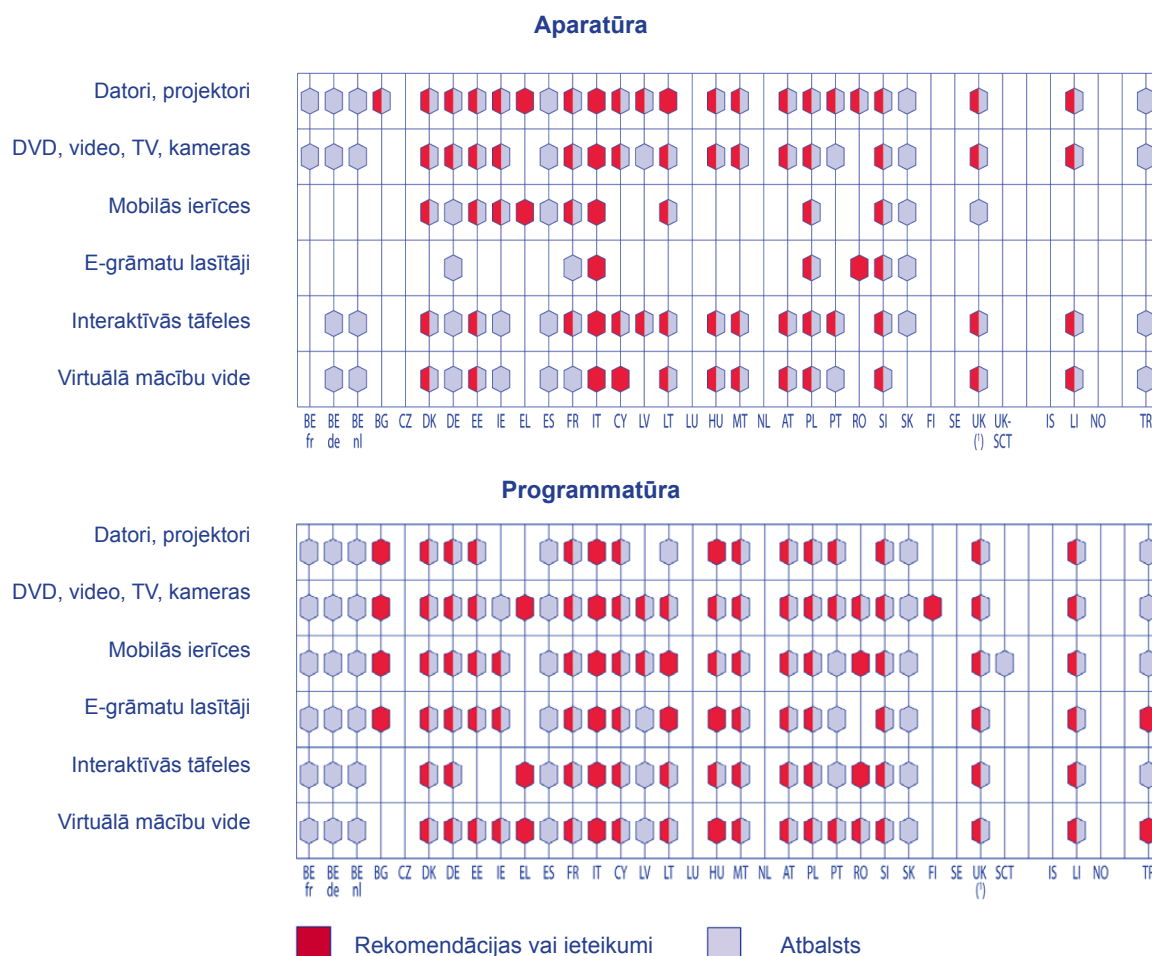 Aparatūra
Datori, projektori
DVD, video, TV, kameras
Mobilās ierīces
E-grāmatu lasītāji
Interaktīvās tāfeles
Virtuālā mācību vide
BE fr BE de BE nl BG CZ DK DE EE IE EL ES FR IT CY LV LT LU HU MT NL AT PL PT RO SI SK FI SE UK (¹) UK-SCT IS LI NO TR
Programmatūra
Datori, projektori
DVD, video, TV, kameras
Mobilās ierīces
E-grāmatu lasītāji
Interaktīvās tāfeles
Virtuālā mācību vide
BE fr BE de BE nl BG CZ DK DE EE IE EL ES FR IT CY LV LT LU HU MT NL AT PL PT RO SI SK FI SE UK (¹) SCT IS LI NO TR
Rekomendācijas vai ieteikumi Atbalsts